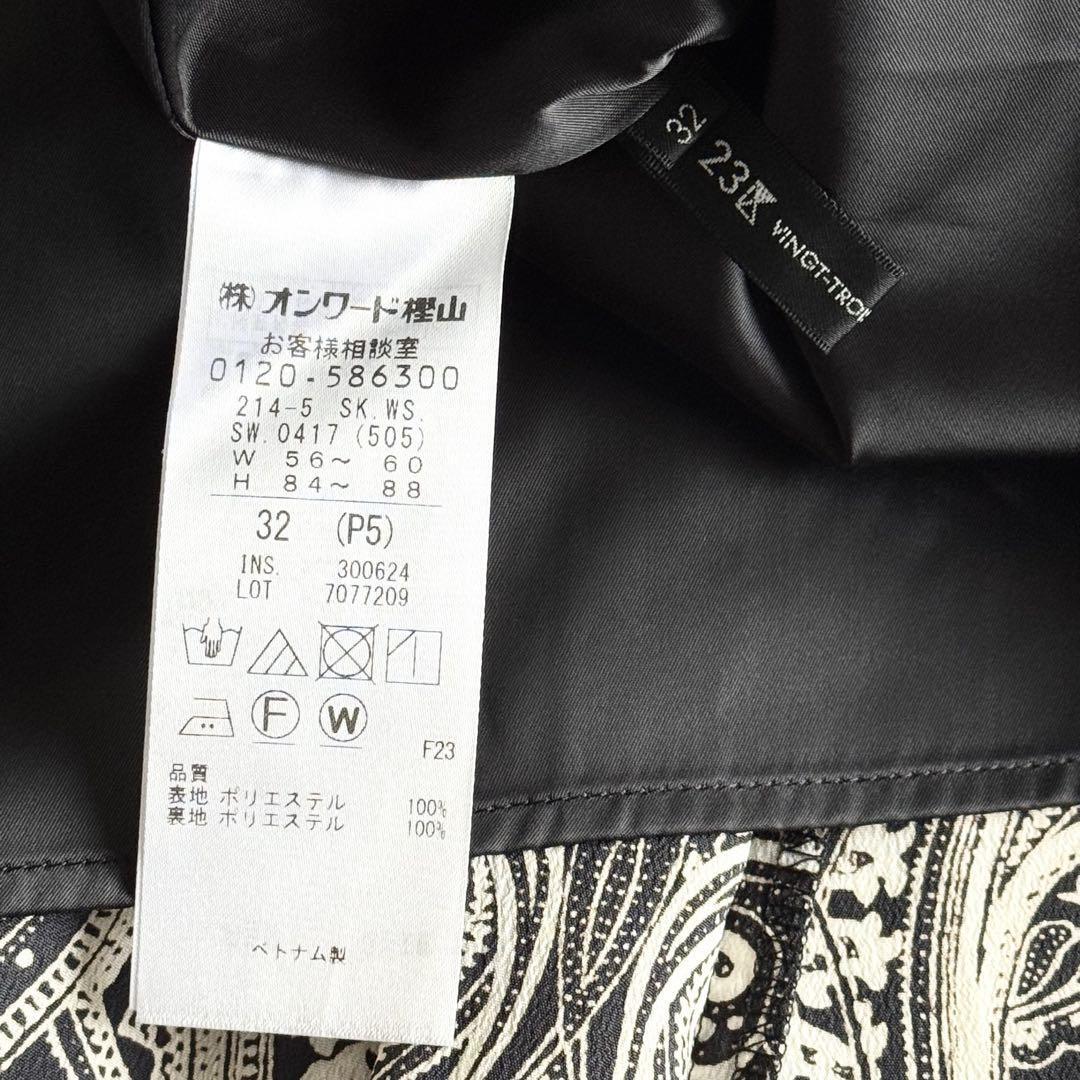 (株)オンワード樫山
お客様相談室
0120-586300
214-5 SK.WS.
SW.0417 (505)
W 56～ 60
H 84～ 88
32 (P5)
INS. 300624
LOT 7077209
F
W
F23
品質
表地 ポリエステル 100%
裏地 ポリエステル 100%
ベトナム製
32
23区
VINGT-TROI